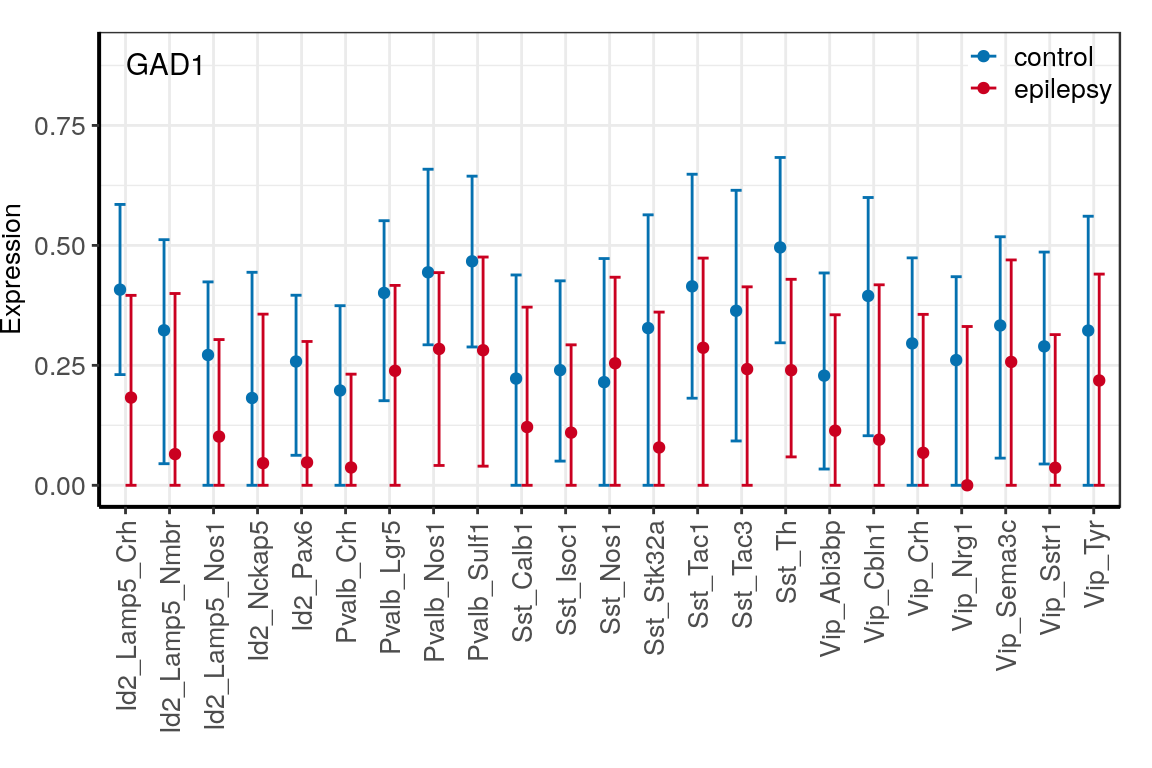 GAD1
control
epilepsy
Expression
0.75
0.50
0.25
0.00
Id2_Lamp5_Crh
Id2_Lamp5_Nmbr
Id2_Lamp5_Nos1
Id2_Nckap5
Id2_Pax6
Pvalb_Crh
Pvalb_Lgr5
Pvalb_Nos1
Pvalb_Sulf1
Sst_Calb1
Sst_Isoc1
Sst_Nos1
Sst_Stk32a
Sst_Tac1
Sst_Tac3
Sst_Th
Vip_Abi3bp
Vip_Cbln1
Vip_Crh
Vip_Nrg1
Vip_Sema3c
Vip_Sstr1
Vip_Tyr